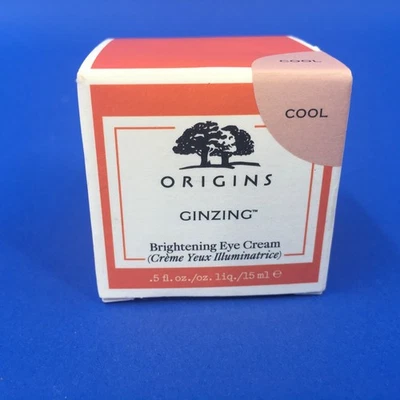 COOL
COOL
ORIGINS
GINZING™
Brightening Eye Cream
(Crème Yeux Illuminatrice)
.5 fl. oz./oz. liq./15 ml ℮